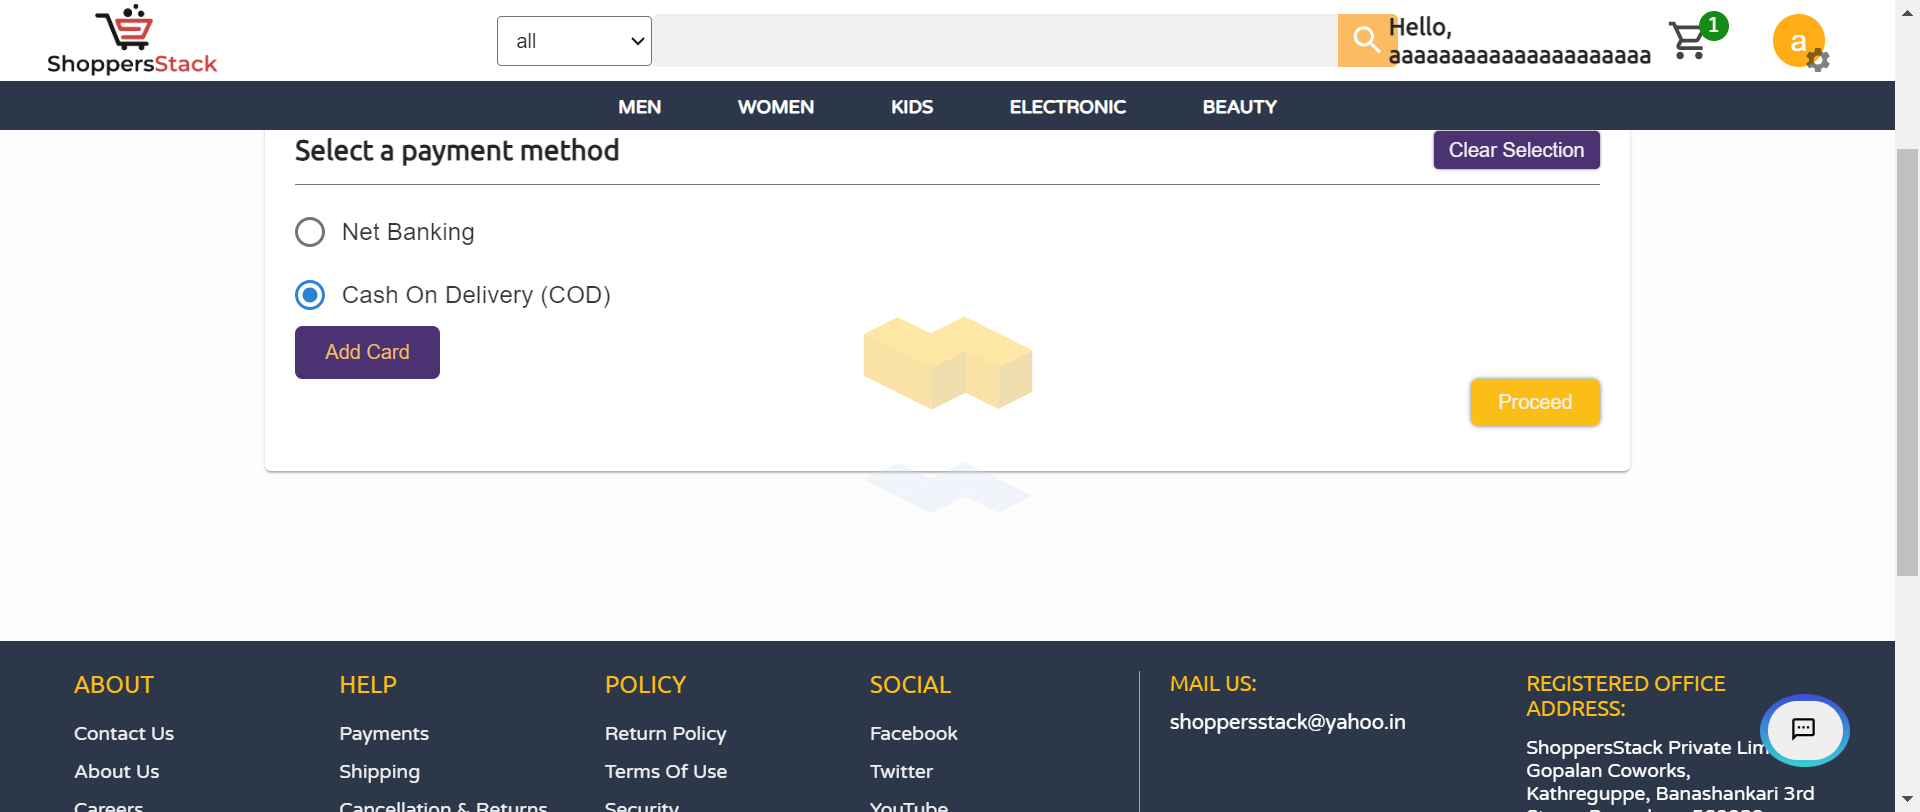 ShoppersStack
all
Hello,
aaaaaaaaaaaaaaaaaaaaa
1
a
MEN
WOMEN
KIDS
ELECTRONIC
BEAUTY
Select a payment method
Clear Selection
Net Banking
Cash On Delivery (COD)
Add Card
Proceed
ABOUT
Contact Us
About Us
Careers
HELP
Payments
Shipping
Cancellation & Returns
POLICY
Return Policy
Terms Of Use
Security
SOCIAL
Facebook
Twitter
YouTube
MAIL US:
shoppersstack@yahoo.in
REGISTERED OFFICE
ADDRESS:
ShoppersStack Private Lim
Gopalan Coworks,
Kathreguppe, Banashankari 3rd